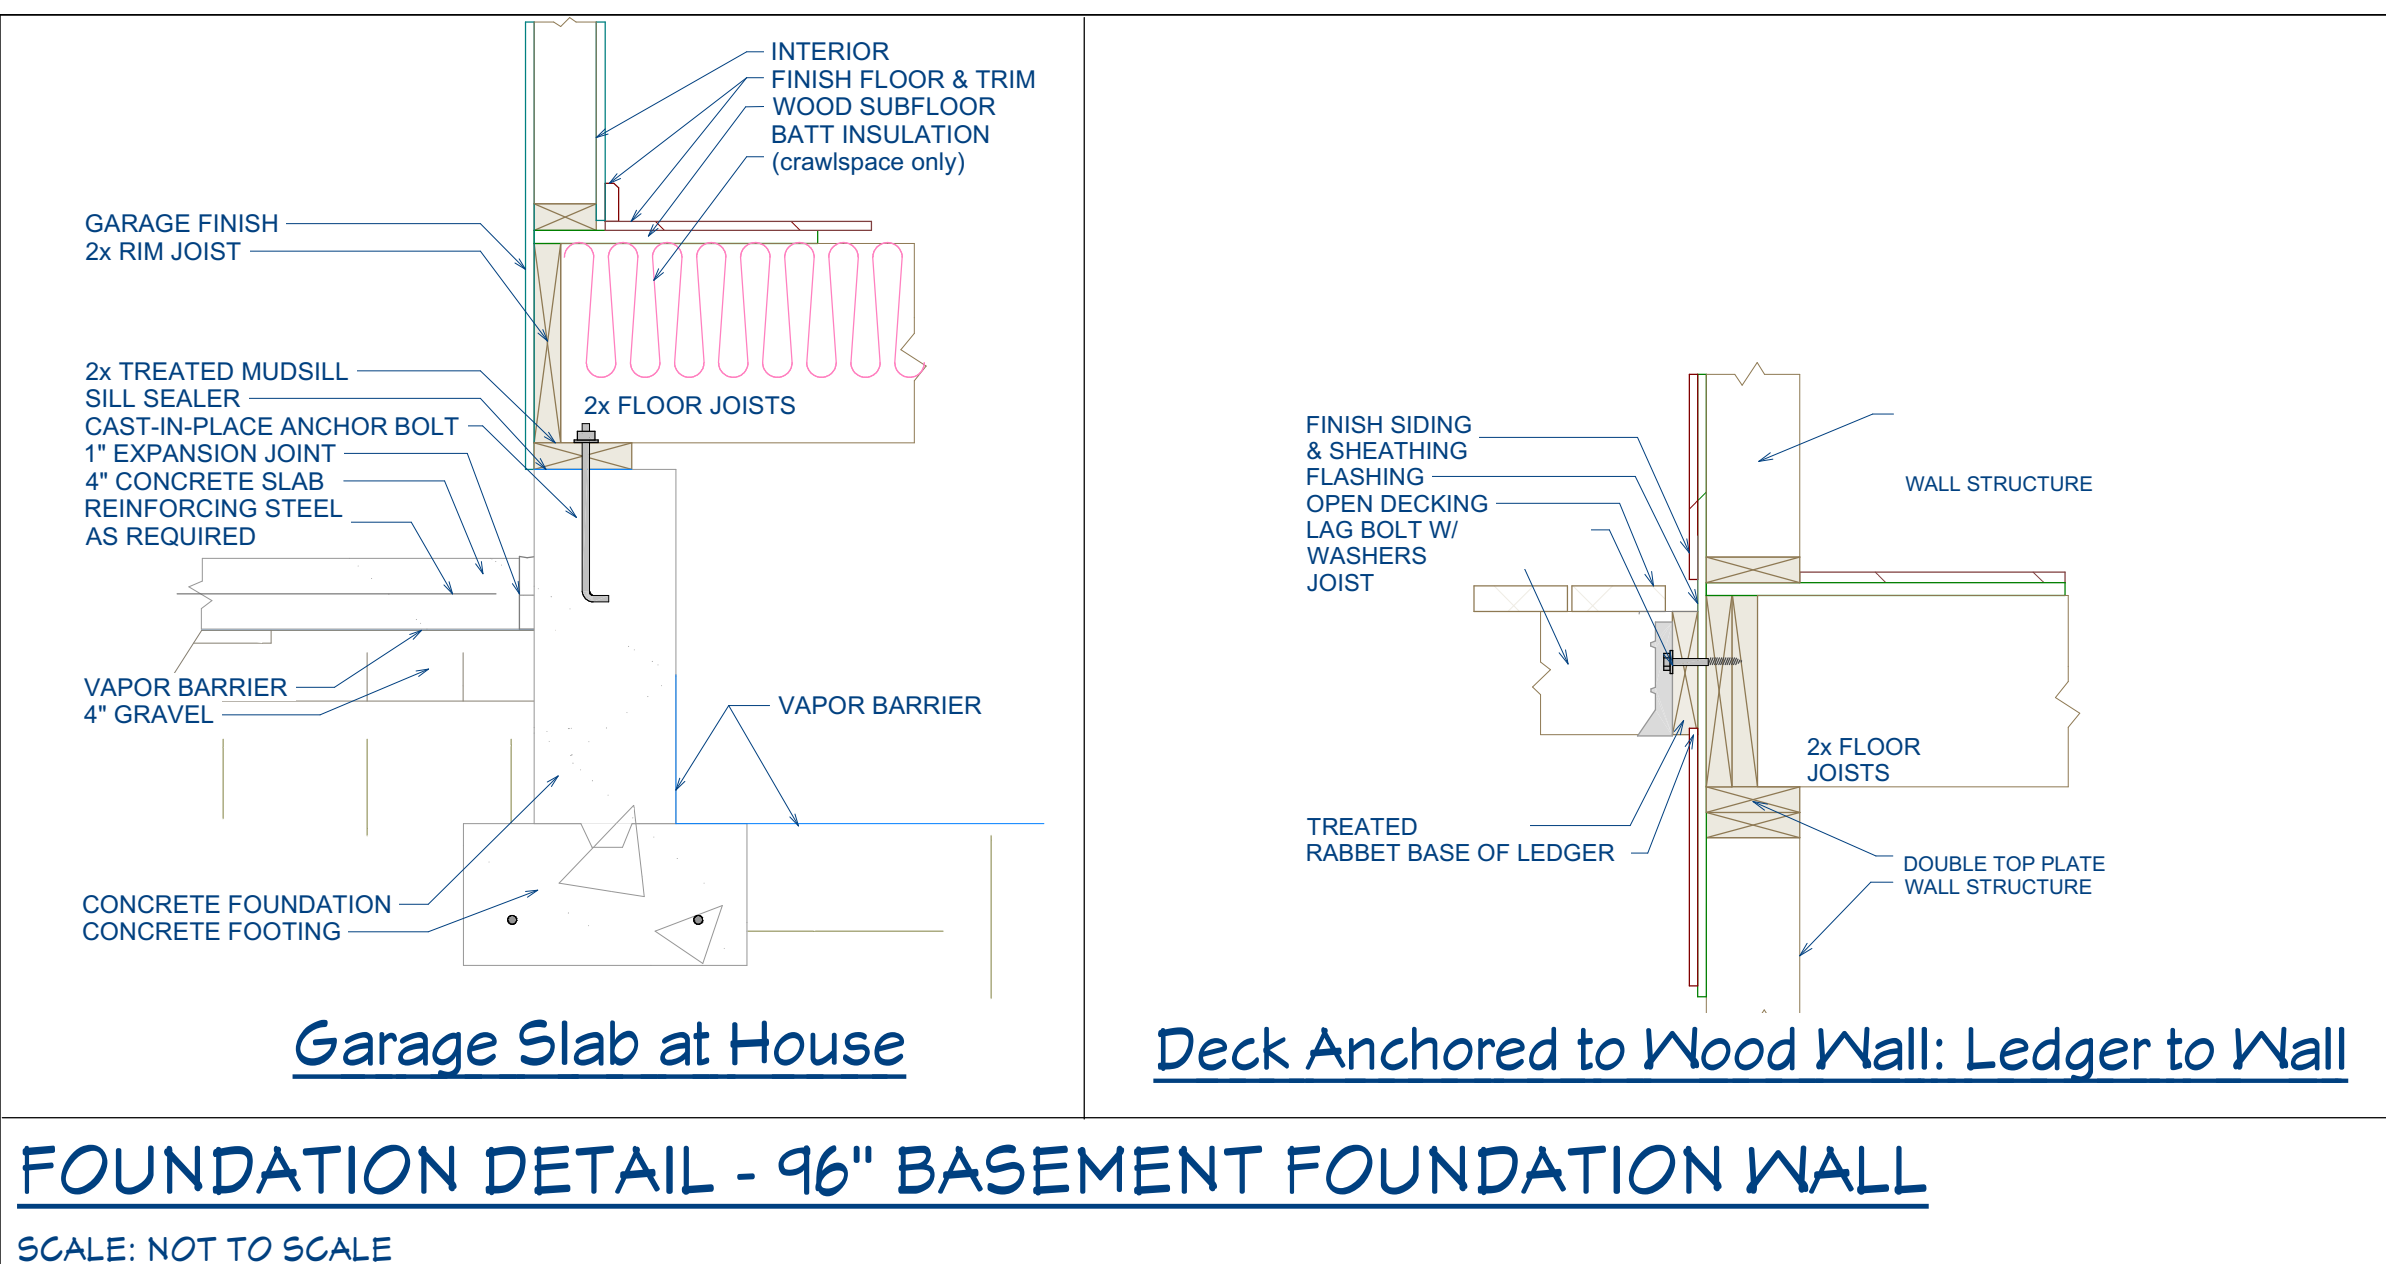 INTERIOR
FINISH FLOOR & TRIM
WOOD SUBFLOOR
BATT INSULATION
(crawlspace only)
GARAGE FINISH
2x RIM JOIST
2x TREATED MUDSILL
SILL SEALER
CAST-IN-PLACE ANCHOR BOLT
1" EXPANSION JOINT
4" CONCRETE SLAB
REINFORCING STEEL
AS REQUIRED
2x FLOOR JOISTS
VAPOR BARRIER
4" GRAVEL
VAPOR BARRIER
CONCRETE FOUNDATION
CONCRETE FOOTING
Garage Slab at House
FINISH SIDING
& SHEATHING
FLASHING
OPEN DECKING
LAG BOLT W/
WASHERS
JOIST
WALL STRUCTURE
2x FLOOR
JOISTS
TREATED
RABBET BASE OF LEDGER
DOUBLE TOP PLATE
WALL STRUCTURE
Deck Anchored to Wood Wall: Ledger to Wall
FOUNDATION DETAIL - 96" BASEMENT FOUNDATION WALL
SCALE: NOT TO SCALE